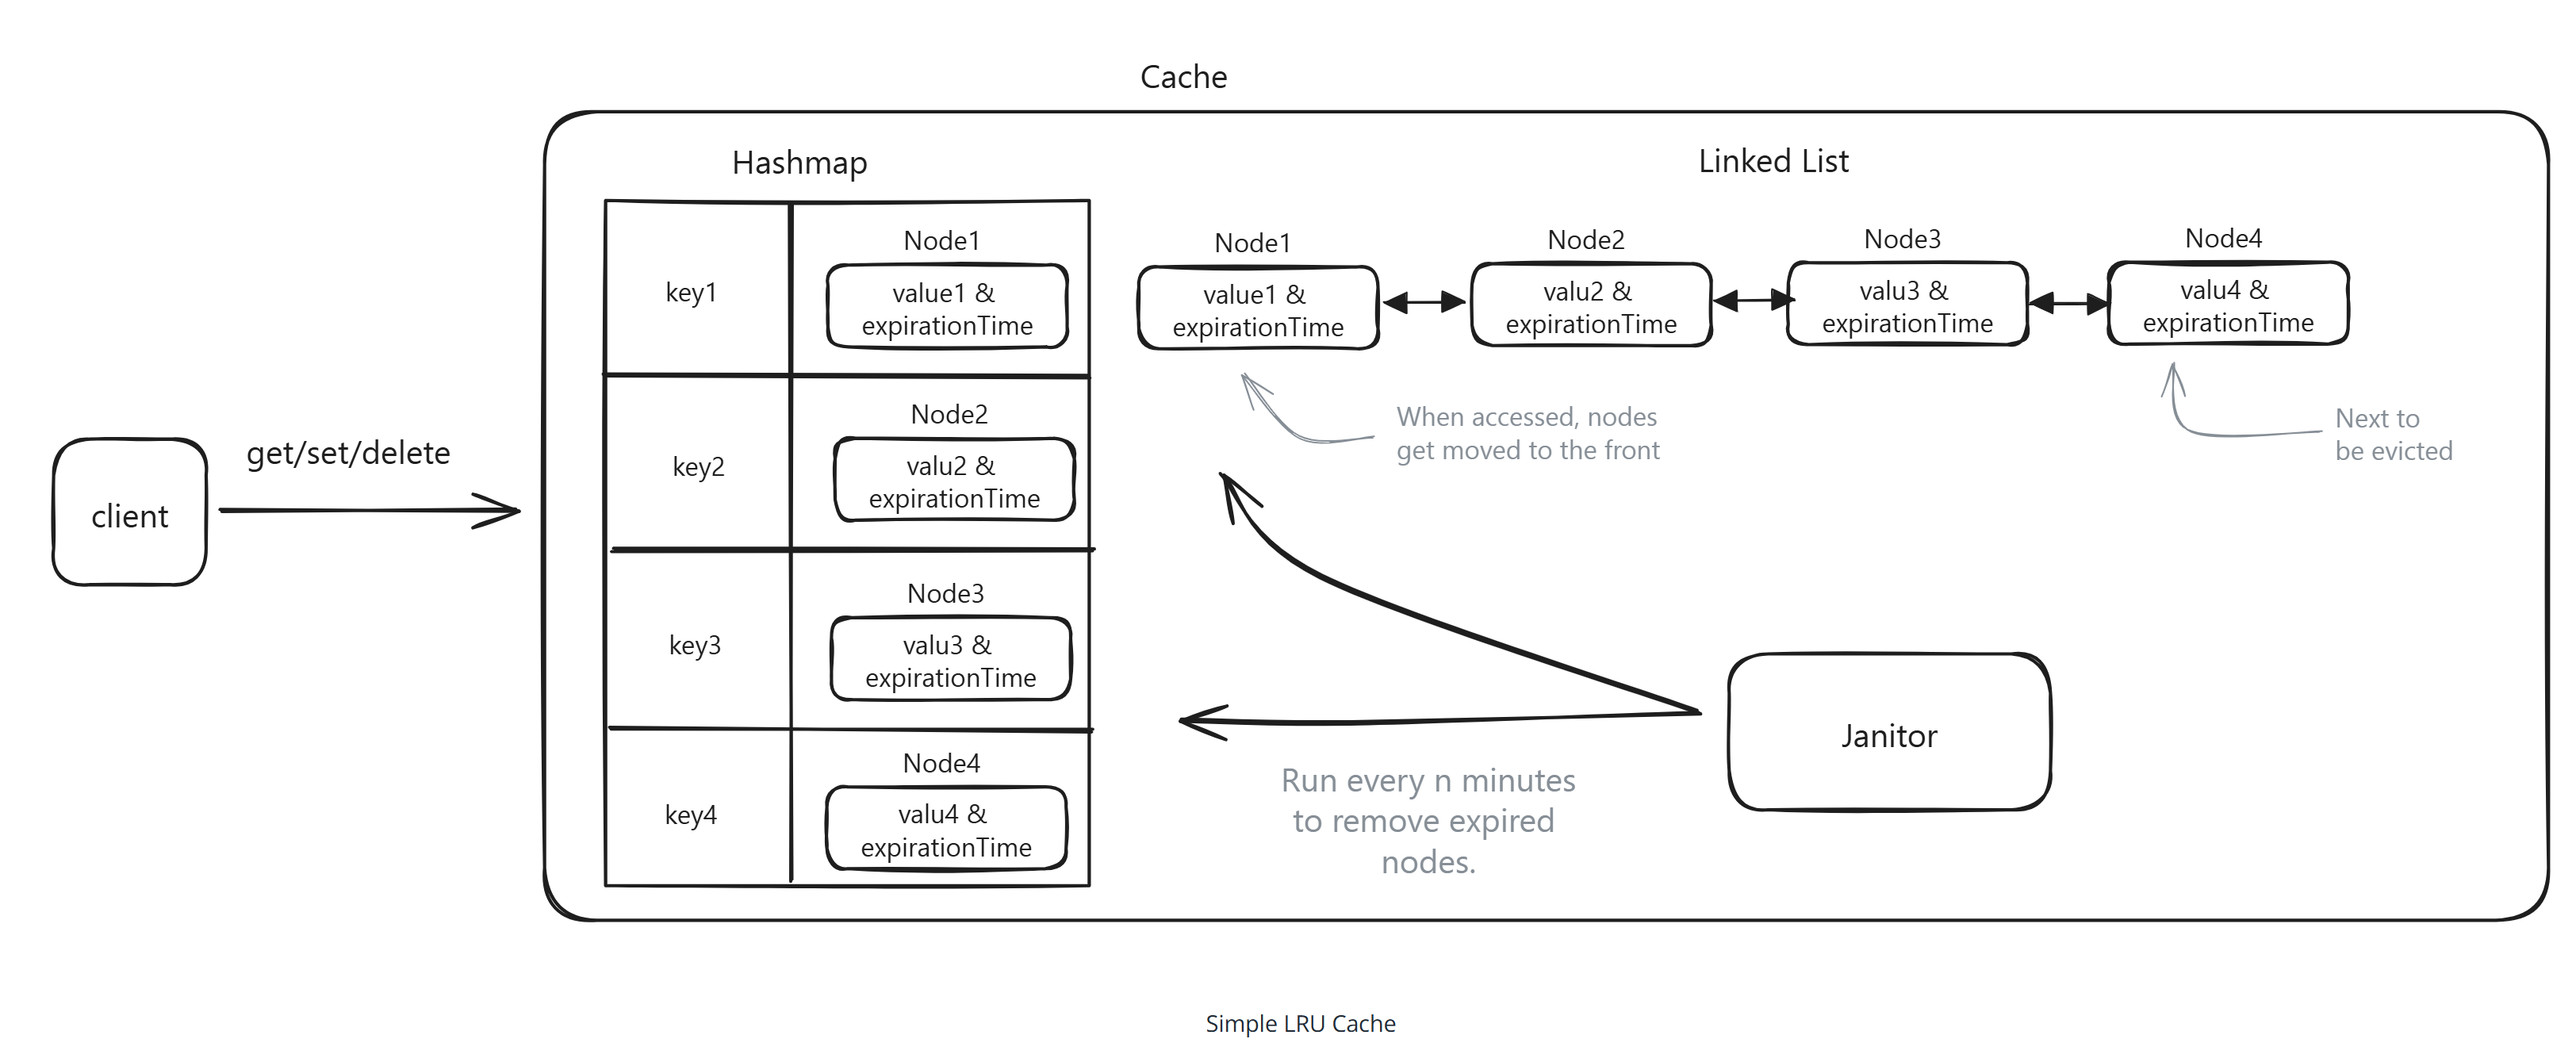 Cache
Hashmap
Linked List
Node1
value1 &
expirationTime
key1
Node2
valu2 &
expirationTime
key2
Node3
valu3 &
expirationTime
key3
Node4
valu4 &
expirationTime
key4
Node1
value1 &
expirationTime
Node2
valu2 &
expirationTime
Node3
valu3 &
expirationTime
Node4
valu4 &
expirationTime
When accessed, nodes
get moved to the front
Next to
be evicted
get/set/delete
client
Janitor
Run every n minutes
to remove expired
nodes.
Simple LRU Cache